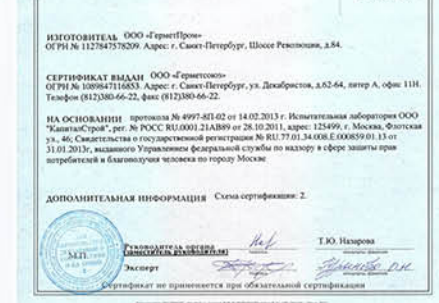 ИЗГОТОВИТЕЛЬ ООО «ГерметПром»
ОГРН № 1127847578209. Адрес: г. Санкт-Петербург, Шоссе Революции, д.84.
СЕРТИФИКАТ ВЫДАН ООО «Герметсоюз»
ОГРН № 1089847116853. Адрес: г. Санкт-Петербург, ул. Декабристов, д.62-64, литер А, офис 11Н.
Телефон (812)380-66-22, факс (812)380-66-22.
НА ОСНОВАНИИ протокола № 4997-8П-02 от 14.02.2013 г. Испытательная лаборатория ООО
"КапиталСтрой", рег. № РОСС RU.0001.21АВ89 от 28.10.2011, адрес: 125499, г. Москва, Флотская
ул., 46; Свидетельства о государственной регистрации № RU.77.01.34.008.Е.000859.01.13 от
31.01.2013г, выданного Управлением федеральной службы по надзору в сфере защиты прав
потребителей и благополучия человека по городу Москве
ДОПОЛНИТЕЛЬНАЯ ИНФОРМАЦИЯ Схема сертификации: 2.
Руководитель органа Т.Ю. Назарова
(заместитель руководителя)
М.П.
Эксперт
Сертификат не применяется при обязательной сертификации